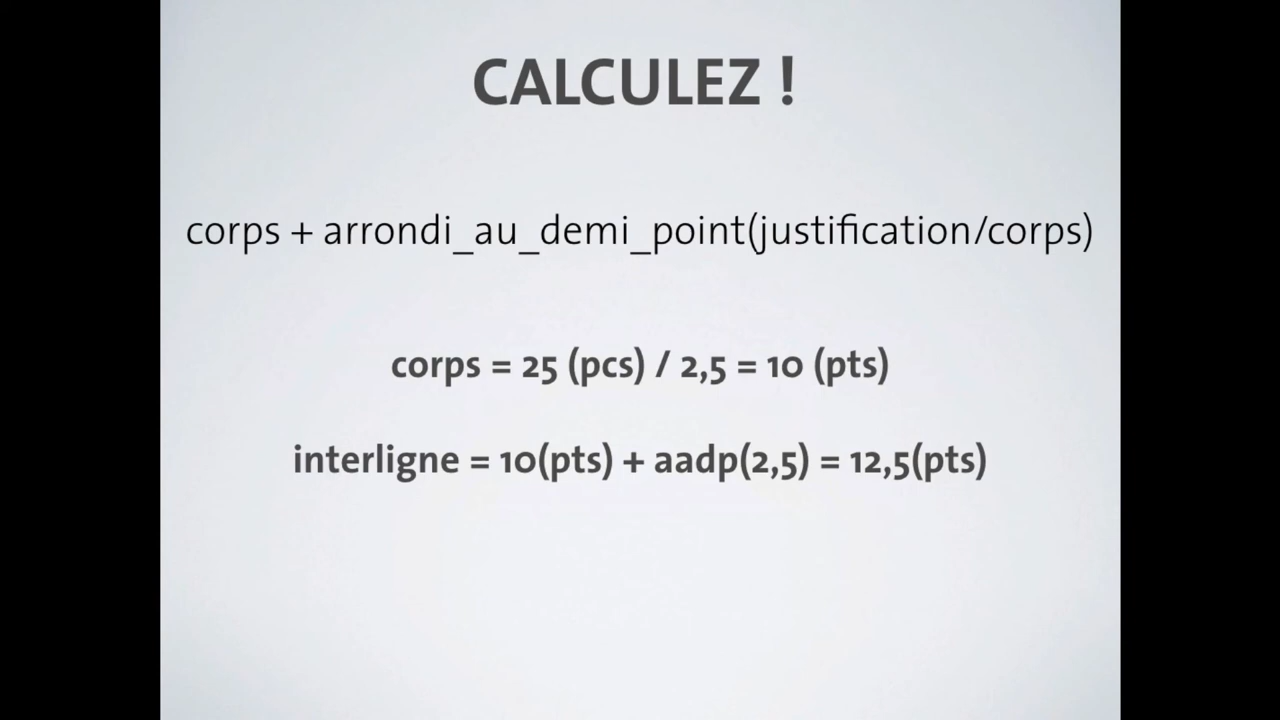 CALCULEZ !
corps + arrondi_au_demi_point(justification/corps)
corps = 25 (pcs) / 2,5 = 10 (pts)
interligne = 10(pts) + aadp(2,5) = 12,5(pts)